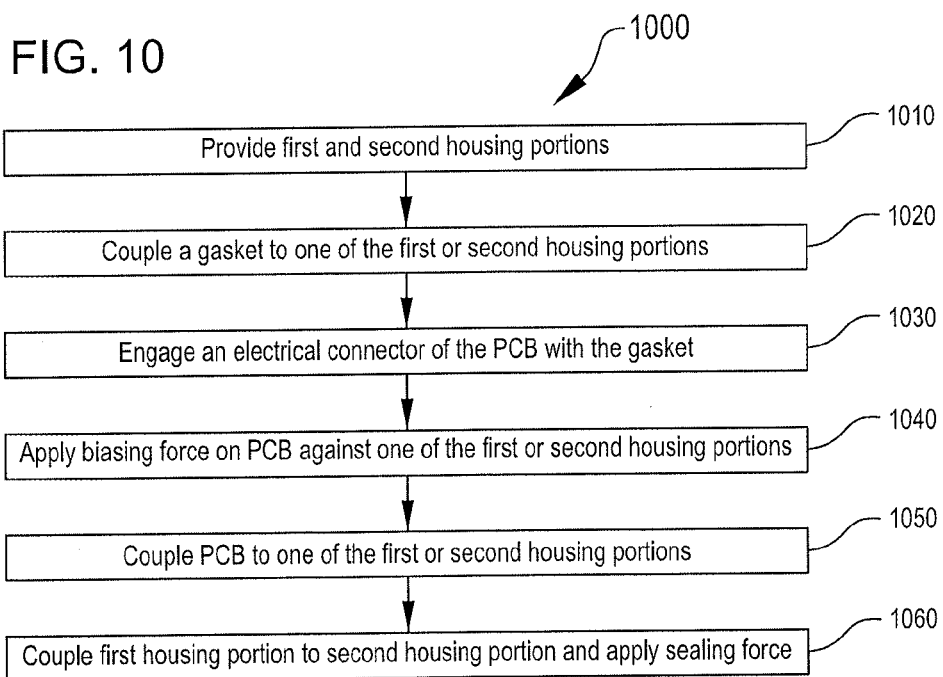 FIG. 10
1000
Provide first and second housing portions
1010
Couple a gasket to one of the first or second housing portions
1020
Engage an electrical connector of the PCB with the gasket
1030
Apply biasing force on PCB against one of the first or second housing portions
1040
Couple PCB to one of the first or second housing portions
1050
Couple first housing portion to second housing portion and apply sealing force
1060